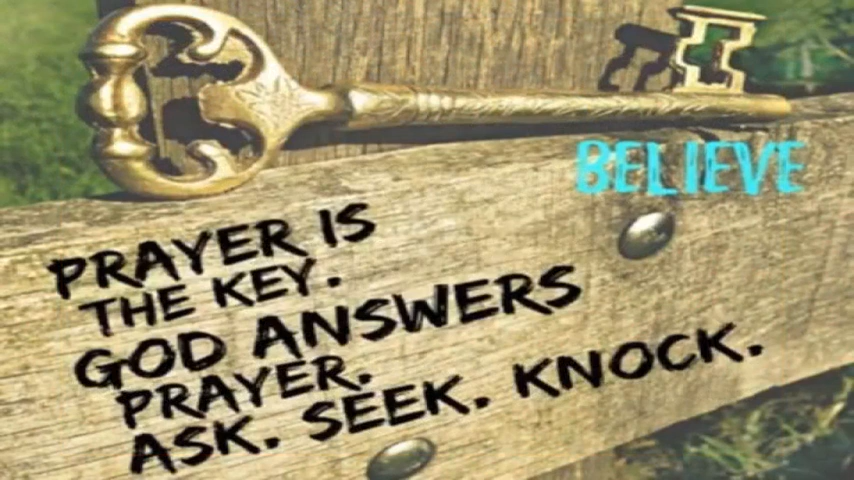 BELIEVE
PRAYER IS
THE KEY.
GOD ANSWERS
PRAYER.
ASK. SEEK. KNOCK.